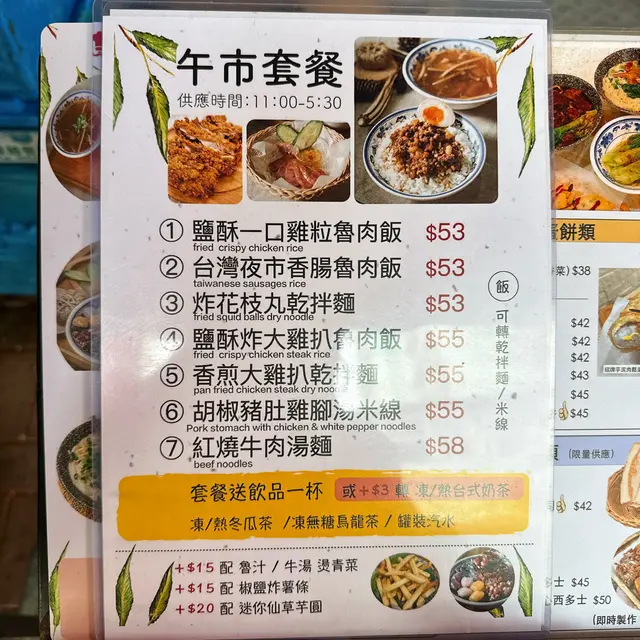 午市套餐
供應時間:11:00-5:30
① 鹽酥一口雞粒魯肉飯 $53
fried crispy chicken rice
② 台灣夜市香腸魯肉飯 $53
taiwanese sausages rice
③ 炸花枝丸乾拌麵 $53
fried squid balls dry noodle
④ 鹽酥炸大雞扒魯肉飯 $55
fried crispy chicken steak rice
⑤ 香煎大雞扒乾拌麵 $55
pan fried chicken steak dry noodle
⑥ 胡椒豬肚雞腳湯米線 $55
Pork stomach with chicken & white pepper noodles
⑦ 紅燒牛肉湯麵 $58
beef noodles
飯 可轉乾拌麵/米線
套餐送飲品一杯 或+$3 轉 凍/熱台式奶茶
凍/熱冬瓜茶 /凍無糖烏龍茶 / 罐裝汽水
+$15 配 魯汁 / 牛湯 燙青菜
+$15 配 椒鹽炸薯條
+$20 配 迷你仙草芋圓
蛋餅類
$38
$42
$42
$42
$43
$45
$45
(限量供應)
$42
多士 $45
心西多士 $50
(即時製作